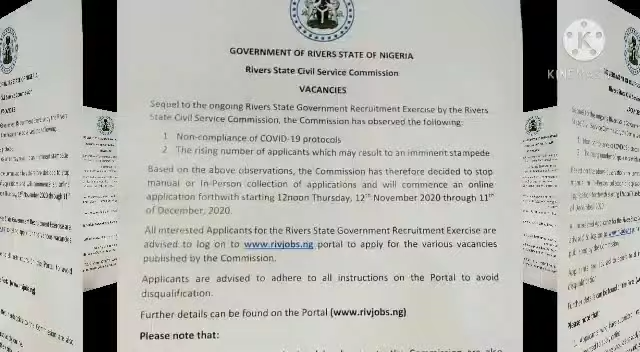 GOVERNMENT OF RIVERS STATE OF NIGERIA
Rivers State Civil Service Commission
VACANCIES
Sequel to the ongoing Rivers State Government Recruitment Exercise by the Rivers
State Civil Service Commission, the Commission has observed the following:
1 Non-compliance of COVID-19 protocols
2 The rising number of applicants which may result to an imminent stampede
Based on the above observations, the Commission has therefore decided to stop
manual or In-Person collection of applications and will commence an online
application forthwith starting 12noon Thursday, 12th November 2020 through 11th
of December, 2020.
All interested Applicants for the Rivers State Government Recruitment Exercise are
advised to log on to www.rivjobs.ng portal to apply for the various vacancies
published by the Commission.
Applicants are advised to adhere to all instructions on the Portal to avoid
disqualification.
Further details can be found on the Portal (www.rivjobs.ng)
Please note that:
the Commission are also